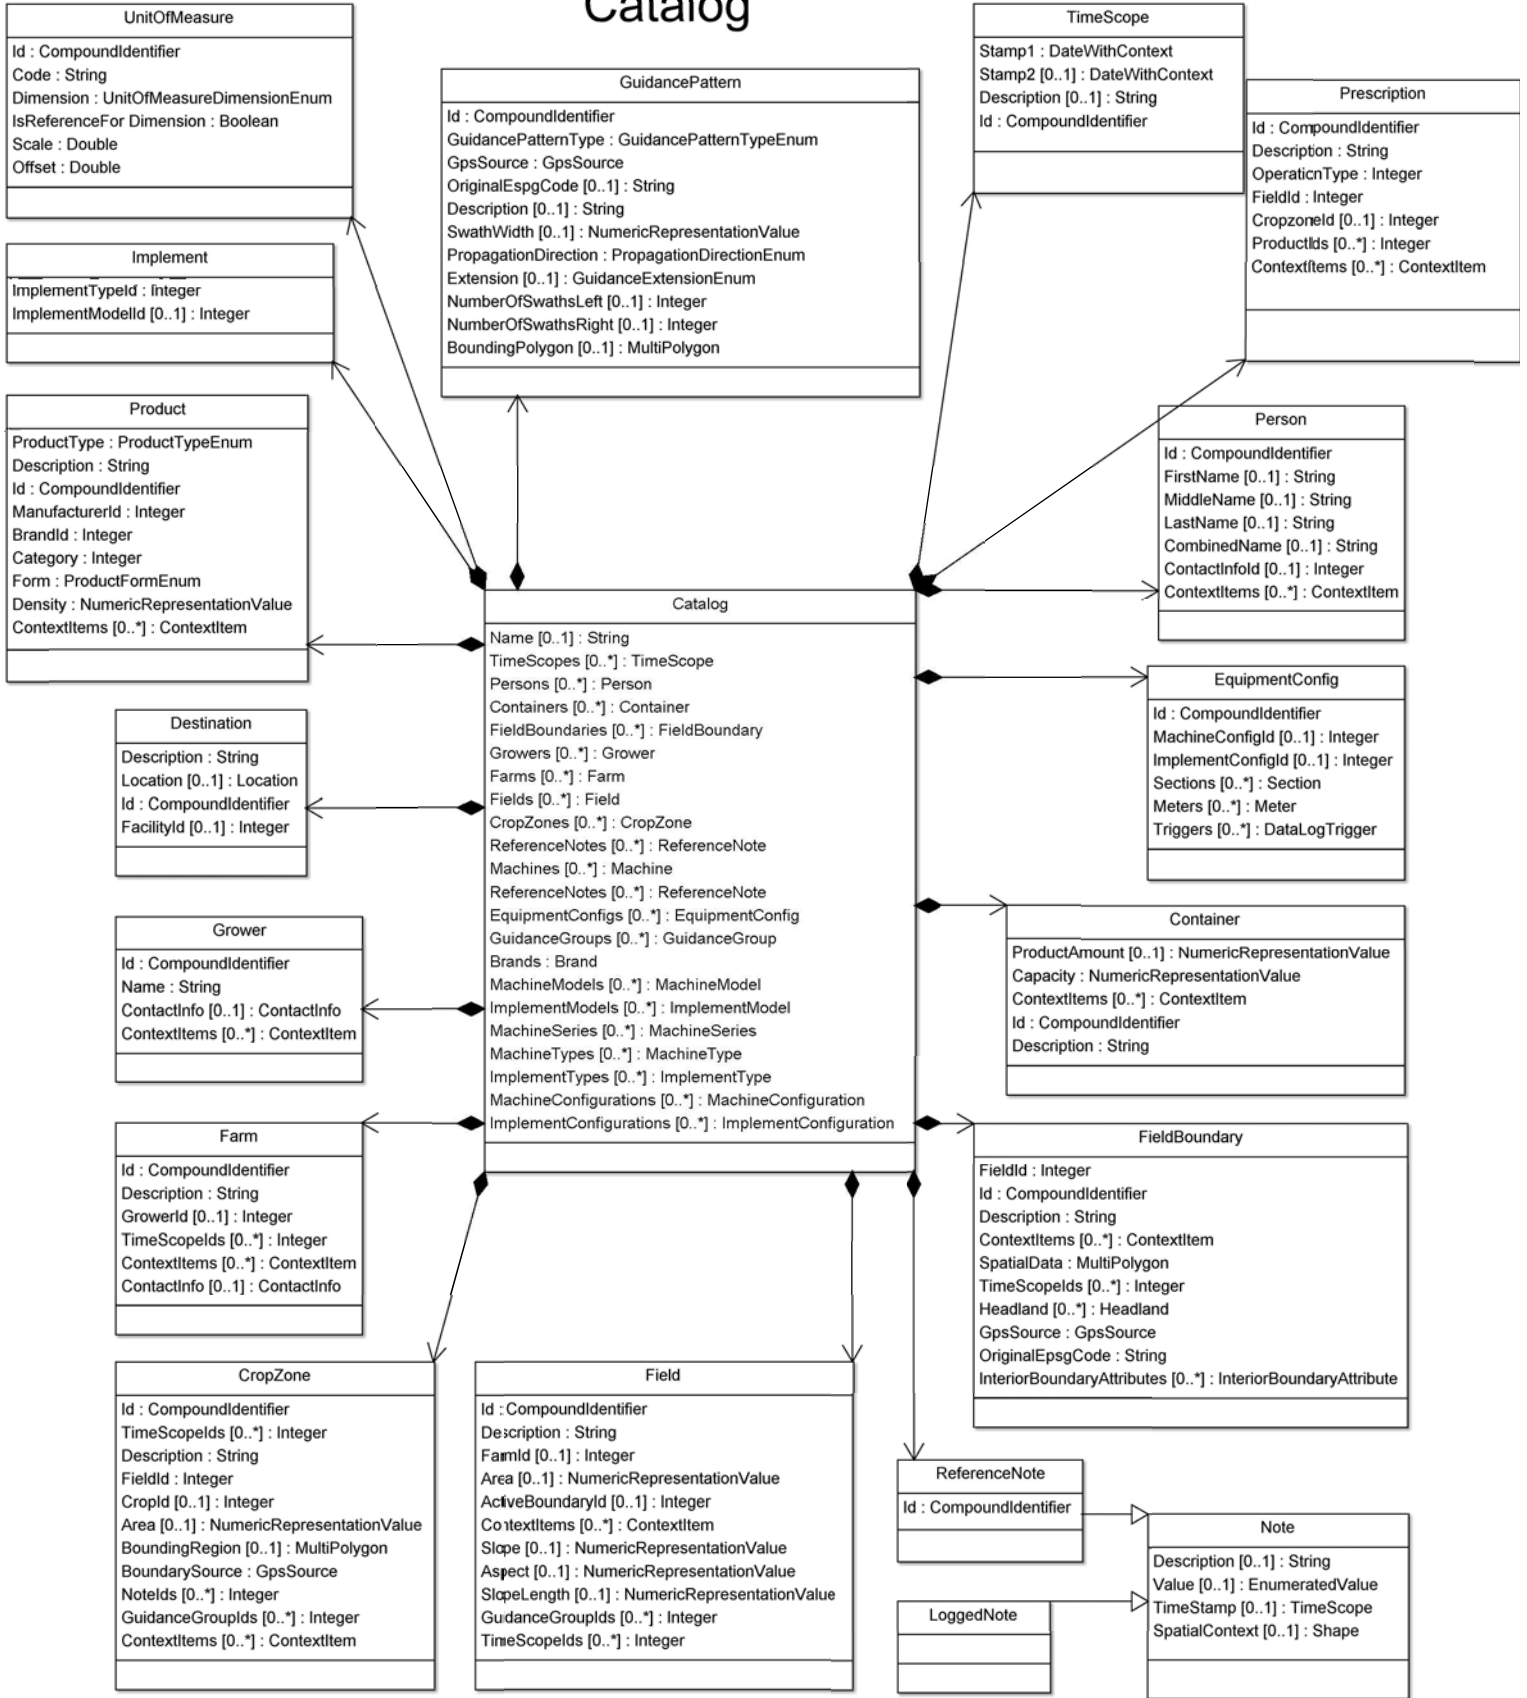 Catalog
UnitOfMeasure
Id : CompoundIdentifier
Code : String
Dimension : UnitOfMeasureDimensionEnum
IsReferenceFor Dimension : Boolean
Scale : Double
Offset : Double
Implement
ImplementTypeId : Integer
ImplementModelId [0..1] : Integer
Product
ProductType : ProductTypeEnum
Description : String
Id : CompoundIdentifier
ManufacturerId : Integer
BrandId : Integer
Category : Integer
Form : ProductFormEnum
Density : NumericRepresentationValue
ContextItems [0..*] : ContextItem
Destination
Description : String
Location [0..1] : Location
Id : CompoundIdentifier
FacilityId [0..1] : Integer
Grower
Id : CompoundIdentifier
Name : String
ContactInfo [0..1] : ContactInfo
ContextItems [0..*] : ContextItem
Farm
Id : CompoundIdentifier
Description : String
GrowerId [0..1] : Integer
TimeScopeIds [0..*] : Integer
ContextItems [0..*] : ContextItem
ContactInfo [0..1] : ContactInfo
CropZone
Id : CompoundIdentifier
TimeScopeIds [0..*] : Integer
Description : String
FieldId : Integer
CropId [0..1] : Integer
Area [0..1] : NumericRepresentationValue
BoundingRegion [0..1] : MultiPolygon
BoundarySource : GpsSource
NoteIds [0..*] : Integer
GuidanceGroupIds [0..*] : Integer
ContextItems [0..*] : ContextItem
GuidancePattern
Id : CompoundIdentifier
GuidancePatternType : GuidancePatternTypeEnum
GpsSource : GpsSource
OriginalEspgCode [0..1] : String
Description [0..1] : String
SwathWidth [0..1] : NumericRepresentationValue
PropagationDirection : PropagationDirectionEnum
Extension [0..1] : GuidanceExtensionEnum
NumberOfSwathsLeft [0..1] : Integer
NumberOfSwathsRight [0..1] : Integer
BoundingPolygon [0..1] : MultiPolygon
Catalog
Name [0..1] : String
TimeScopes [0..*] : TimeScope
Persons [0..*] : Person
Containers [0..*] : Container
FieldBoundaries [0..*] : FieldBoundary
Growers [0..*] : Grower
Farms [0..*] : Farm
Fields [0..*] : Field
CropZones [0..*] : CropZone
ReferenceNotes [0..*] : ReferenceNote
Machines [0..*] : Machine
ReferenceNotes [0..*] : ReferenceNote
EquipmentConfigs [0..*] : EquipmentConfig
GuidanceGroups [0..*] : GuidanceGroup
Brands : Brand
MachineModels [0..*] : MachineModel
ImplementModels [0..*] : ImplementModel
MachineSeries [0..*] : MachineSeries
MachineTypes [0..*] : MachineType
ImplementTypes [0..*] : ImplementType
MachineConfigurations [0..*] : MachineConfiguration
ImplementConfigurations [0..*] : ImplementConfiguration
Field
Id : CompoundIdentifier
Description : String
FarmId [0..1] : Integer
Area [0..1] : NumericRepresentationValue
ActiveBoundaryId [0..1] : Integer
ContextItems [0..*] : ContextItem
Slope [0..1] : NumericRepresentationValue
Aspect [0..1] : NumericRepresentationValue
SlopeLength [0..1] : NumericRepresentationValue
GuidanceGroupIds [0..*] : Integer
TimeScopeIds [0..*] : Integer
TimeScope
Stamp1 : DateWithContext
Stamp2 [0..1] : DateWithContext
Description [0..1] : String
Id : CompoundIdentifier
Prescription
Id : CompoundIdentifier
Description : String
OperationType : Integer
FieldId : Integer
CropzoneId [0..1] : Integer
ProductIds [0..*] : Integer
ContextItems [0..*] : ContextItem
Person
Id : CompoundIdentifier
FirstName [0..1] : String
MiddleName [0..1] : String
LastName [0..1] : String
CombinedName [0..1] : String
ContactInfoId [0..1] : Integer
ContextItems [0..*] : ContextItem
EquipmentConfig
Id : CompoundIdentifier
MachineConfigId [0..1] : Integer
ImplementConfigId [0..1] : Integer
Sections [0..*] : Section
Meters [0..*] : Meter
Triggers [0..*] : DataLogTrigger
Container
ProductAmount [0..1] : NumericRepresentationValue
Capacity : NumericRepresentationValue
ContextItems [0..*] : ContextItem
Id : CompoundIdentifier
Description : String
FieldBoundary
FieldId : Integer
Id : CompoundIdentifier
Description : String
ContextItems [0..*] : ContextItem
SpatialData : MultiPolygon
TimeScopeIds [0..*] : Integer
Headland [0..*] : Headland
GpsSource : GpsSource
OriginalEpsgCode : String
InteriorBoundaryAttributes [0..*] : InteriorBoundaryAttribute
ReferenceNote
Id : CompoundIdentifier
LoggedNote
Note
Description [0..1] : String
Value [0..1] : EnumeratedValue
TimeStamp [0..1] : TimeScope
SpatialContext [0..1] : Shape